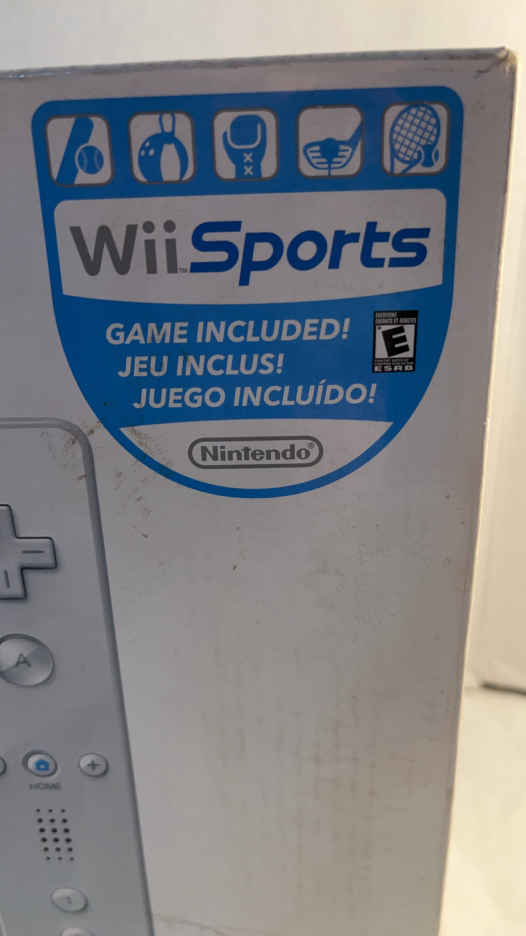 Wii Sports
GAME INCLUDED!
JEU INCLUS!
JUEGO INCLUÍDO!
E
ESRB
Nintendo®
A
HOME